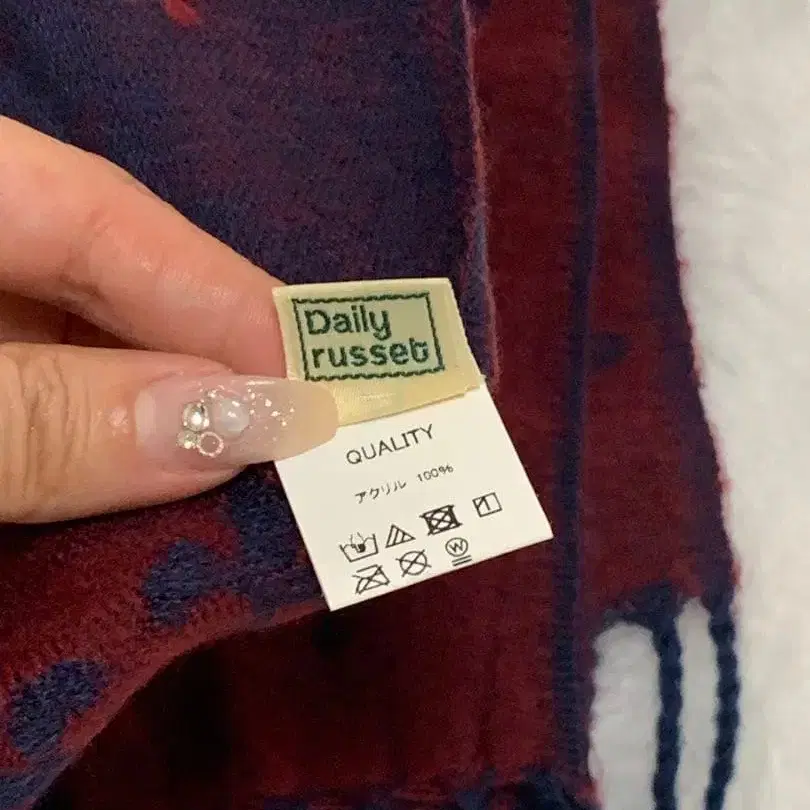 Daily
russet
QUALITY
アクリル 100%
W